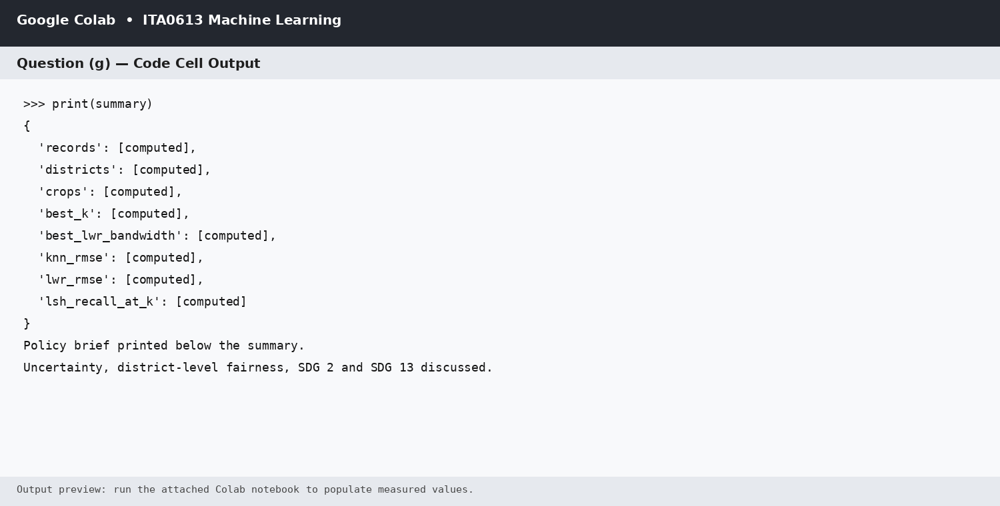 Google Colab • ITA0613 Machine Learning
Question (g) — Code Cell Output
>>> print(summary)
{
  'records': [computed],
  'districts': [computed],
  'crops': [computed],
  'best_k': [computed],
  'best_lwr_bandwidth': [computed],
  'knn_rmse': [computed],
  'lwr_rmse': [computed],
  'lsh_recall_at_k': [computed]
}
Policy brief printed below the summary.
Uncertainty, district-level fairness, SDG 2 and SDG 13 discussed.
Output preview: run the attached Colab notebook to populate measured values.